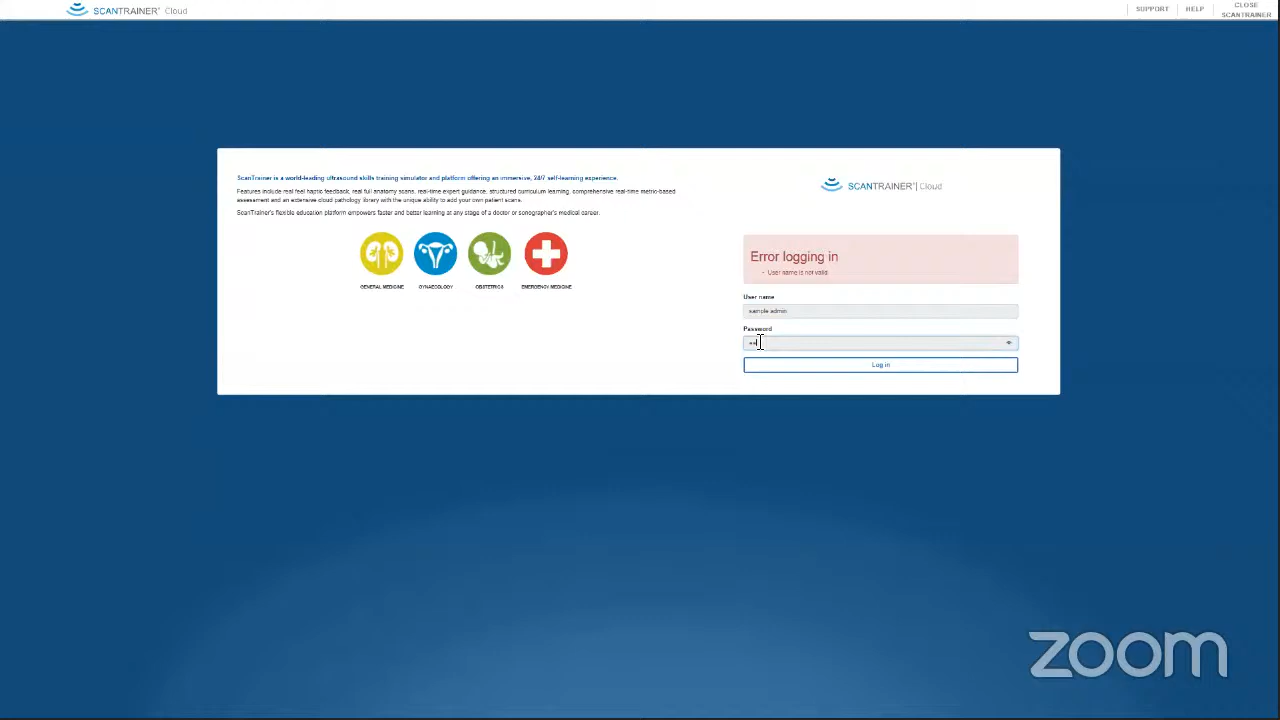 SCANTRAINER® Cloud
SUPPORT
HELP
CLOSE
SCANTRAINER
ScanTrainer is a world-leading ultrasound skills training simulator and platform offering an immersive, 24/7 self-learning experience.
Features include real feel haptic feedback, real full anatomy scans, real-time expert guidance, structured curriculum learning, comprehensive real-time metric-based
assessment and an extensive cloud pathology library with the unique ability to add your own patient scans.
ScanTrainer's flexible education platform empowers faster and better learning at any stage of a doctor or sonographer's medical career.
GENERAL MEDICINE
GYNAECOLOGY
OBSTETRICS
EMERGENCY MEDICINE
SCANTRAINER® | Cloud
Error logging in
- User name is not valid
User name
sample.admin
Password
Log in
zoom